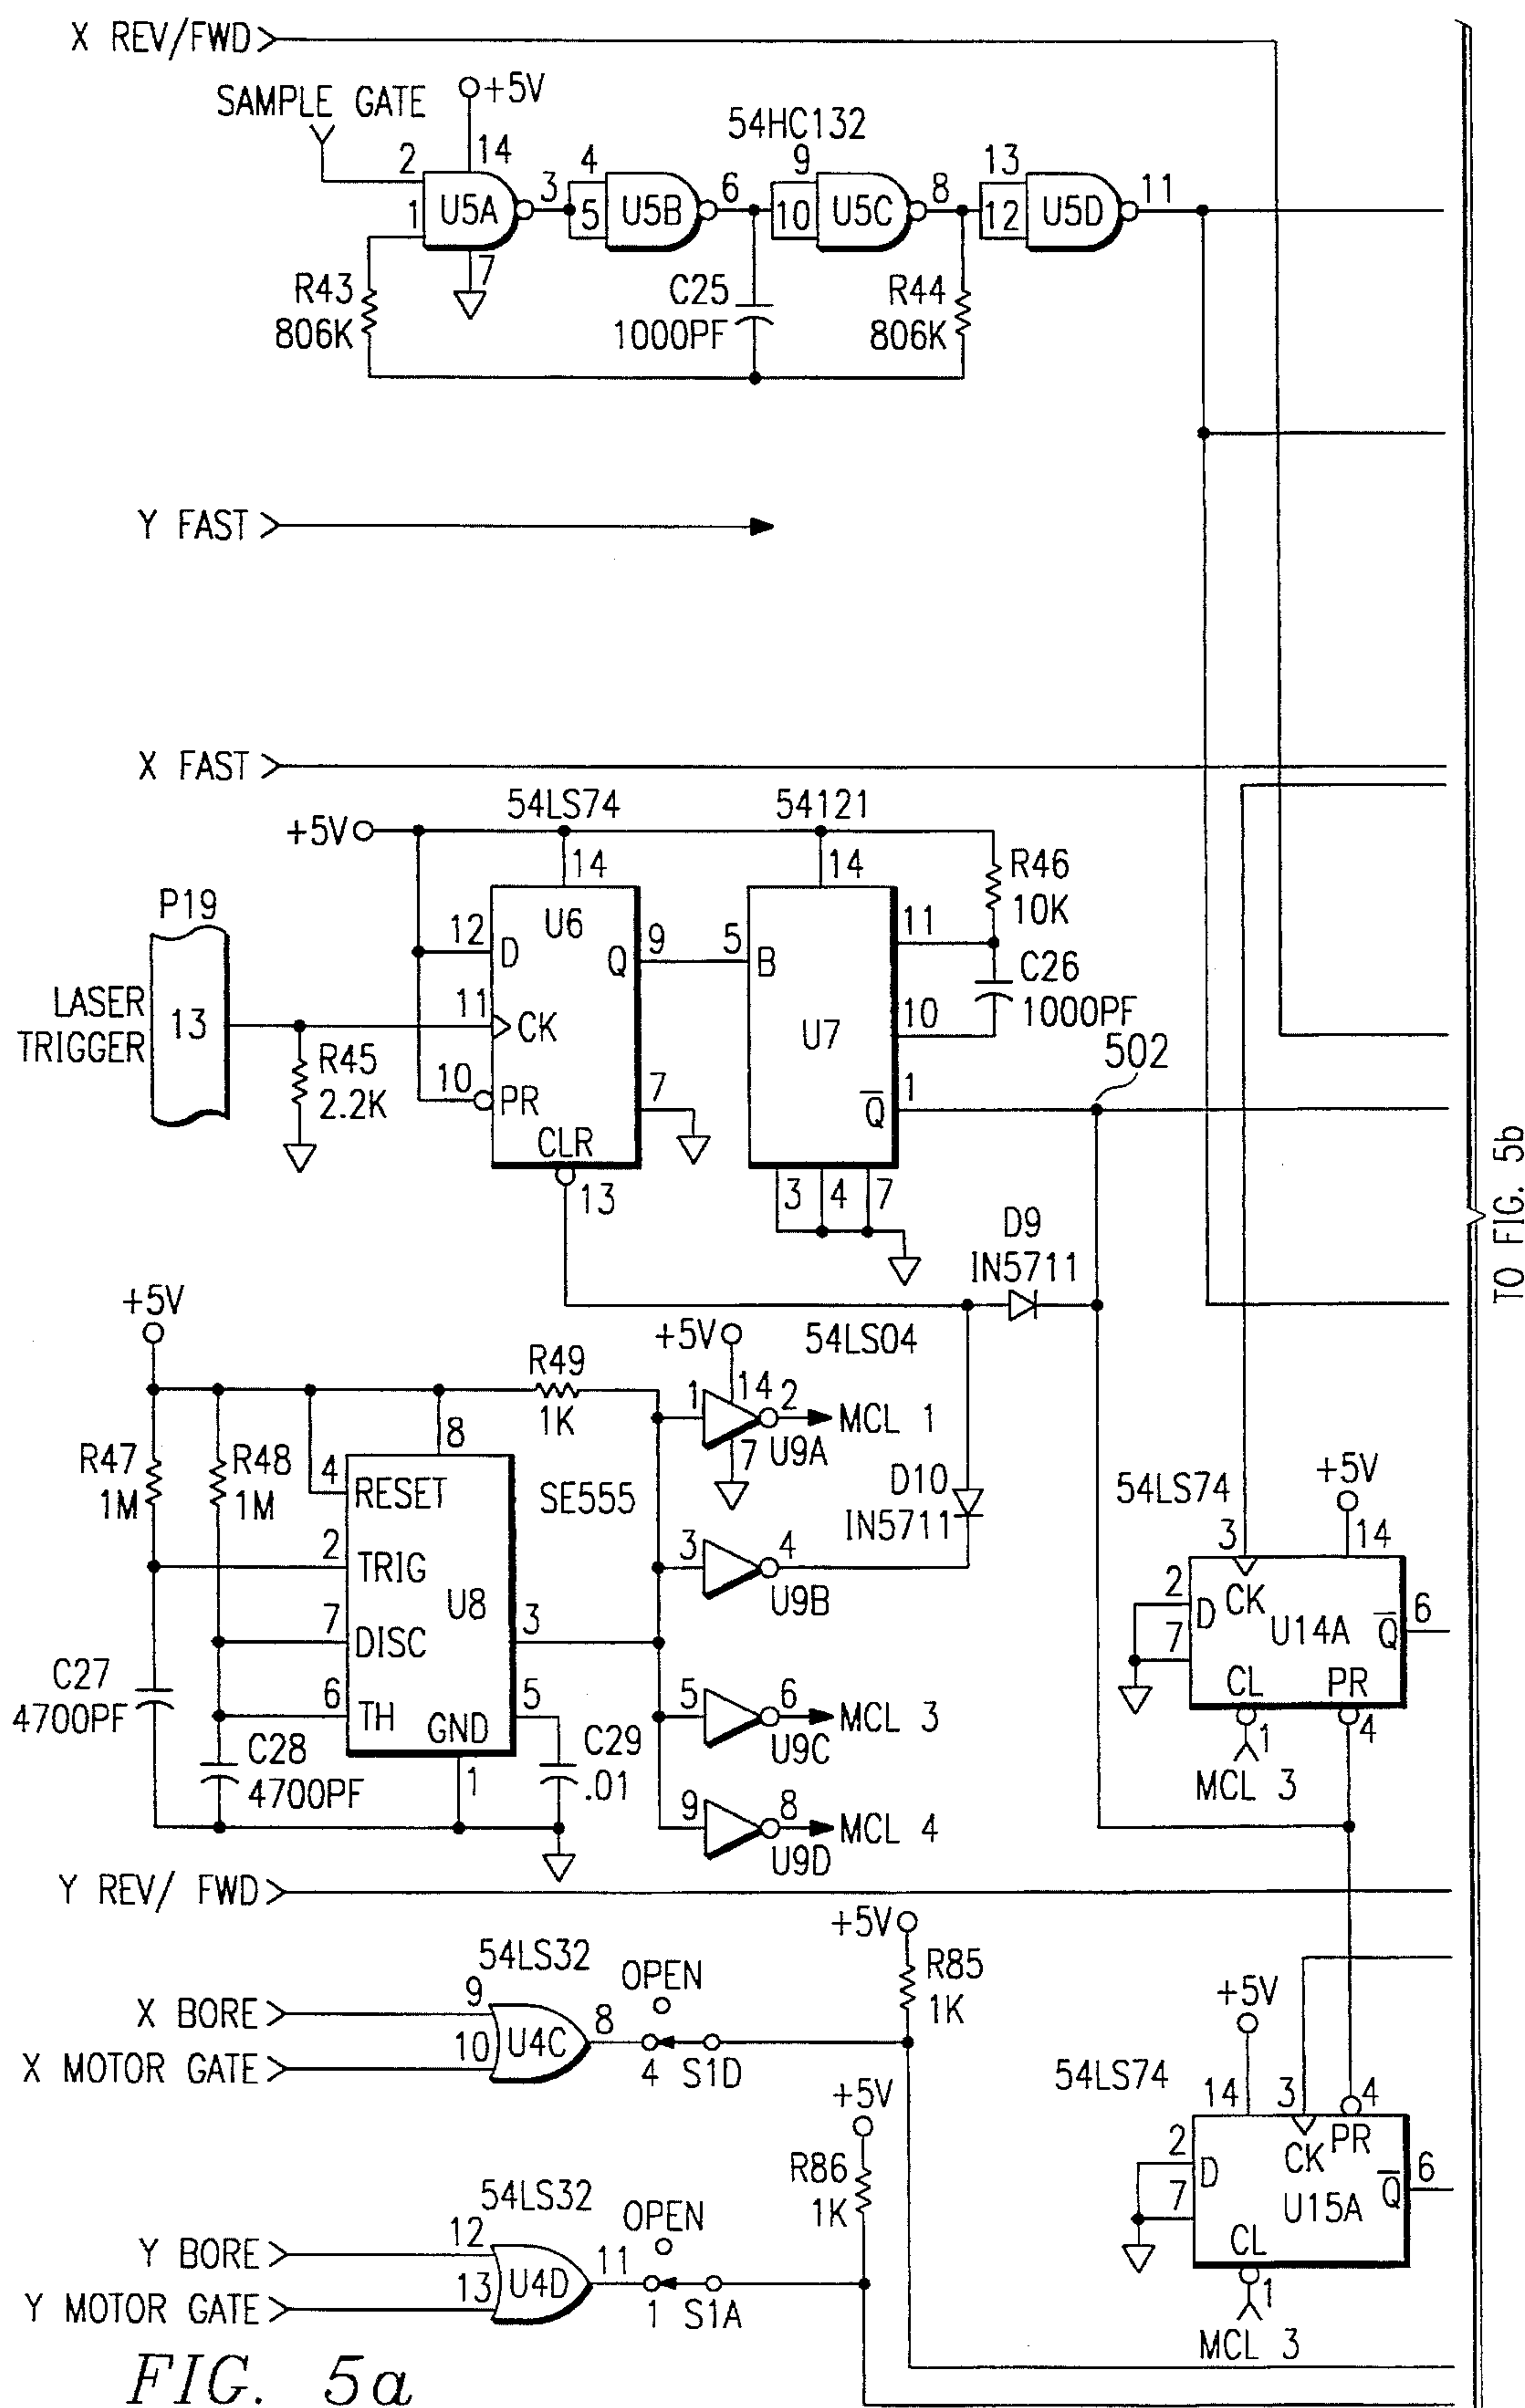 X REV/FWD
SAMPLE GATE
+5V
54HC132
2
14
1
U5A
3
7
4
5
U5B
6
9
10
U5C
8
13
12
U5D
11
R43
806K
C25
1000PF
R44
806K
Y FAST
X FAST
+5V
54LS74
54121
14
14
R46
10K
P19
13
LASER
TRIGGER
R45
2.2K
12
D
U6
Q
9
11
CK
10
PR
7
CLR
13
5
B
U7
11
10
C26
1000PF
502
Q
1
3
4
7
D9
IN5711
TO FIG. 5b
+5V
R49
1K
+5V
54LS04
1
14
2
MCL 1
7
U9A
R47
1M
R48
1M
8
4
RESET
SE555
D10
IN5711
2
TRIG
U8
3
3
4
U9B
7
DISC
6
TH
GND
5
1
C27
4700PF
C28
4700PF
C29
.01
5
6
MCL 3
U9C
9
8
MCL 4
U9D
54LS74
+5V
3
14
2
D
CK
7
U14A
Q
6
CL
PR
1
4
MCL 3
Y REV/ FWD
+5V
R85
1K
54LS32
OPEN
X BORE
9
X MOTOR GATE
10
U4C
8
4
S1D
+5V
R86
1K
54LS74
+5V
14
3
4
2
D
CK
PR
7
U15A
Q
6
CL
1
MCL 3
54LS32
OPEN
Y BORE
12
Y MOTOR GATE
13
U4D
11
1
S1A
FIG. 5a